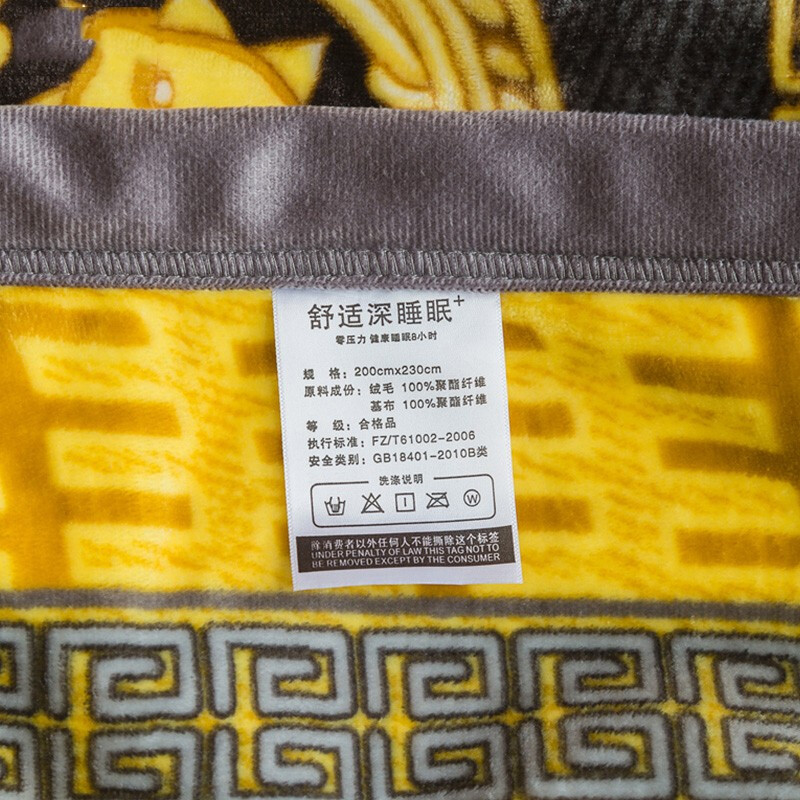 舒适深睡眠+
零压力 健康睡眠8小时
规 格：200cmx230cm
原料成份：绒毛 100%聚酯纤维
基布 100%聚酯纤维
等 级：合格品
执行标准：FZ/T61002-2006
安全类别：GB18401-2010B类
洗涤说明
W
除消费者以外任何人不能撕除这个标签
UNDER PENALTY OF LAW THIS TAG NOT TO
BE REMOVED EXCEPT BY THE CONSUMER